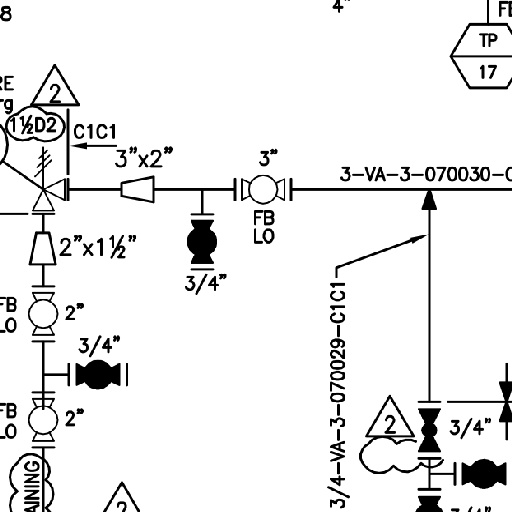 8
4"
FB
TP
17
RE
rg
2
1½D2
C1C1
3"x2"
3"
3-VA-3-070030-C
FB
LO
2"x1½"
3/4"
FB
LO
2"
3/4"
3/4-VA-3-070029-C1C1
FB
LO
2"
2
3/4"
AINING
2
3/4"